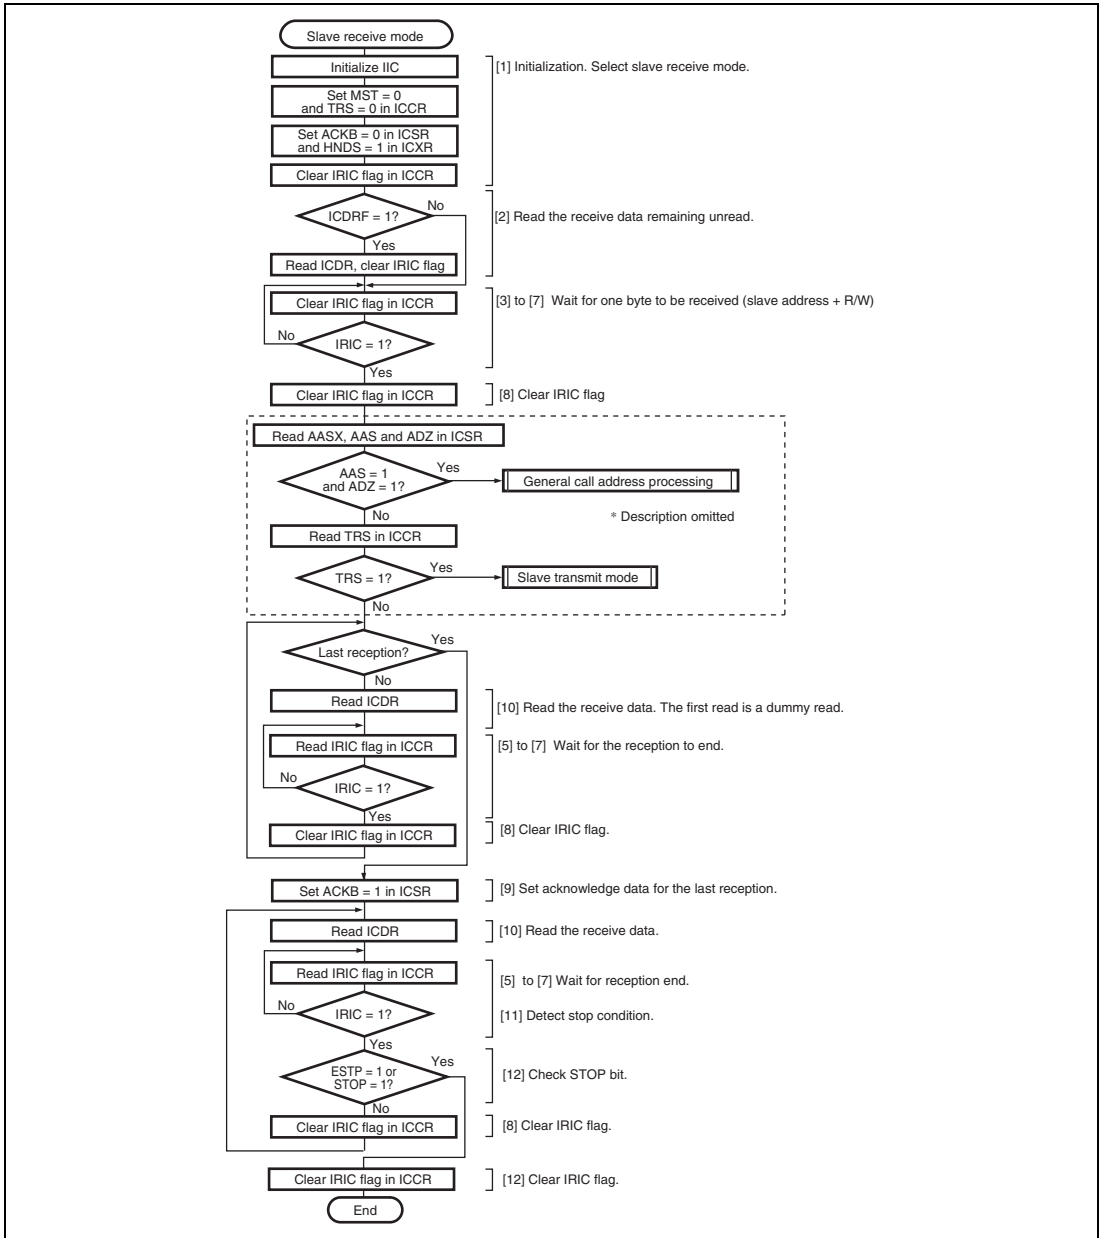 Slave receive mode
Initialize IIC
[1] Initialization. Select slave receive mode.
Set MST = 0
and TRS = 0 in ICCR
Set ACKB = 0 in ICSR
and HNDS = 1 in ICXR
Clear IRIC flag in ICCR
No
ICDRF = 1?
[2] Read the receive data remaining unread.
Yes
Read ICDR, clear IRIC flag
Clear IRIC flag in ICCR
[3] to [7] Wait for one byte to be received (slave address + R/W)
No
IRIC = 1?
Yes
Clear IRIC flag in ICCR
[8] Clear IRIC flag
Read AASX, AAS and ADZ in ICSR
AAS = 1
and ADZ = 1?
Yes
General call address processing
No
* Description omitted
Read TRS in ICCR
TRS = 1?
Yes
Slave transmit mode
No
Last reception?
Yes
No
Read ICDR
[10] Read the receive data. The first read is a dummy read.
Read IRIC flag in ICCR
[5] to [7] Wait for the reception to end.
No
IRIC = 1?
Yes
Clear IRIC flag in ICCR
[8] Clear IRIC flag.
Set ACKB = 1 in ICSR
[9] Set acknowledge data for the last reception.
Read ICDR
[10] Read the receive data.
Read IRIC flag in ICCR
[5] to [7] Wait for reception end.
No
IRIC = 1?
[11] Detect stop condition.
Yes
ESTP = 1 or
STOP = 1?
Yes
[12] Check STOP bit.
No
Clear IRIC flag in ICCR
[8] Clear IRIC flag.
Clear IRIC flag in ICCR
[12] Clear IRIC flag.
End